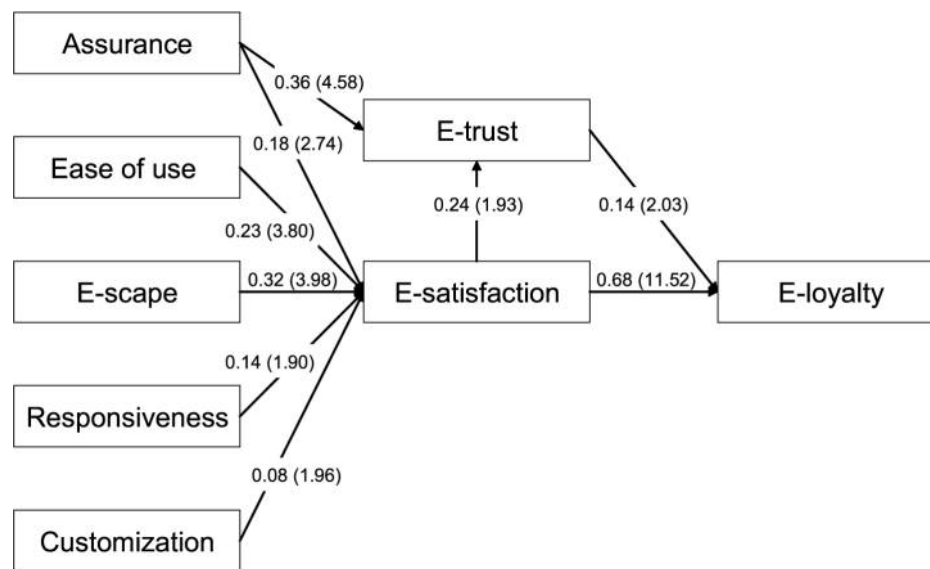 Assurance
0.36 (4.58)
E-trust
0.18 (2.74)
Ease of use
0.24 (1.93)
0.14 (2.03)
0.23 (3.80)
E-scape
0.32 (3.98)
E-satisfaction
0.68 (11.52)
E-loyalty
0.14 (1.90)
Responsiveness
0.08 (1.96)
Customization